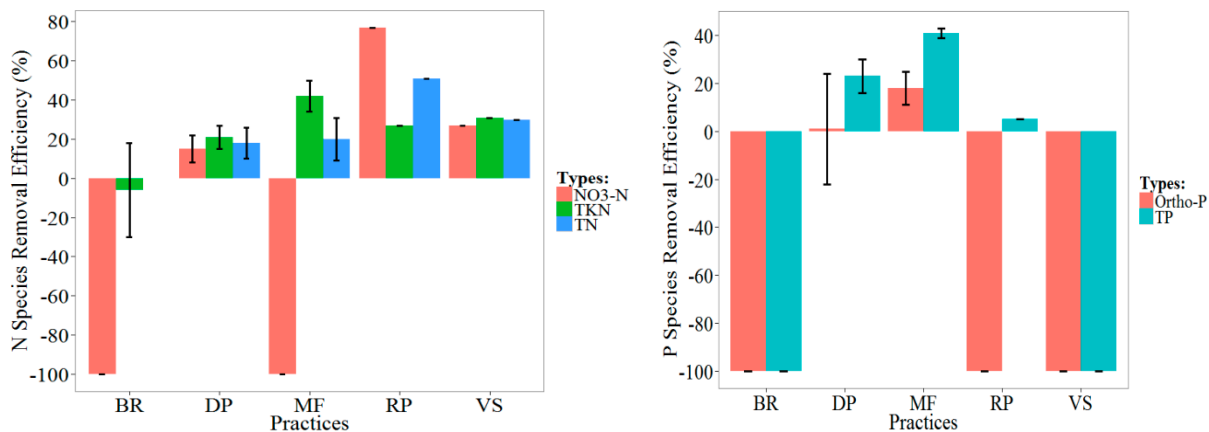 N Species Removal Efficiency (%)
80
60
40
20
0
-20
-40
-60
-80
-100
BR DP MF RP VS
Practices
Types:
NO3-N
TKN
TN
P Species Removal Efficiency (%)
40
20
0
-20
-40
-60
-80
-100
BR DP MF RP VS
Practices
Types:
Ortho-P
TP